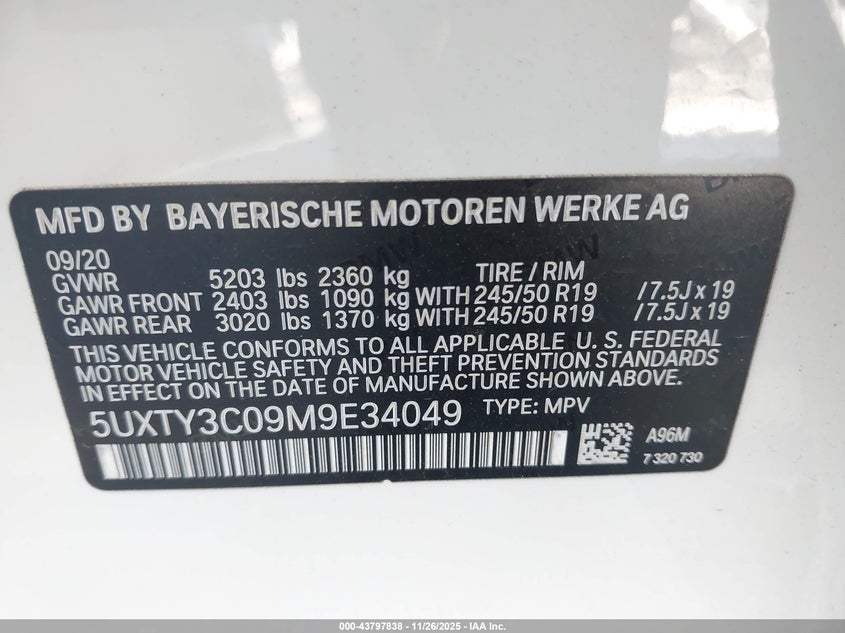 MFD BY BAYERISCHE MOTOREN WERKE AG
09/20
GVWR 5203 lbs 2360 kg TIRE / RIM
GAWR FRONT 2403 lbs 1090 kg WITH 245/50 R19 /7.5J x 19
GAWR REAR 3020 lbs 1370 kg WITH 245/50 R19 /7.5J x 19
THIS VEHICLE CONFORMS TO ALL APPLICABLE U. S. FEDERAL
MOTOR VEHICLE SAFETY AND THEFT PREVENTION STANDARDS
IN EFFECT ON THE DATE OF MANUFACTURE SHOWN ABOVE.
5UXTY3C09M9E34049 TYPE: MPV
A96M
7 320 730
000-43797838 - 11/26/2025 - IAA Inc.